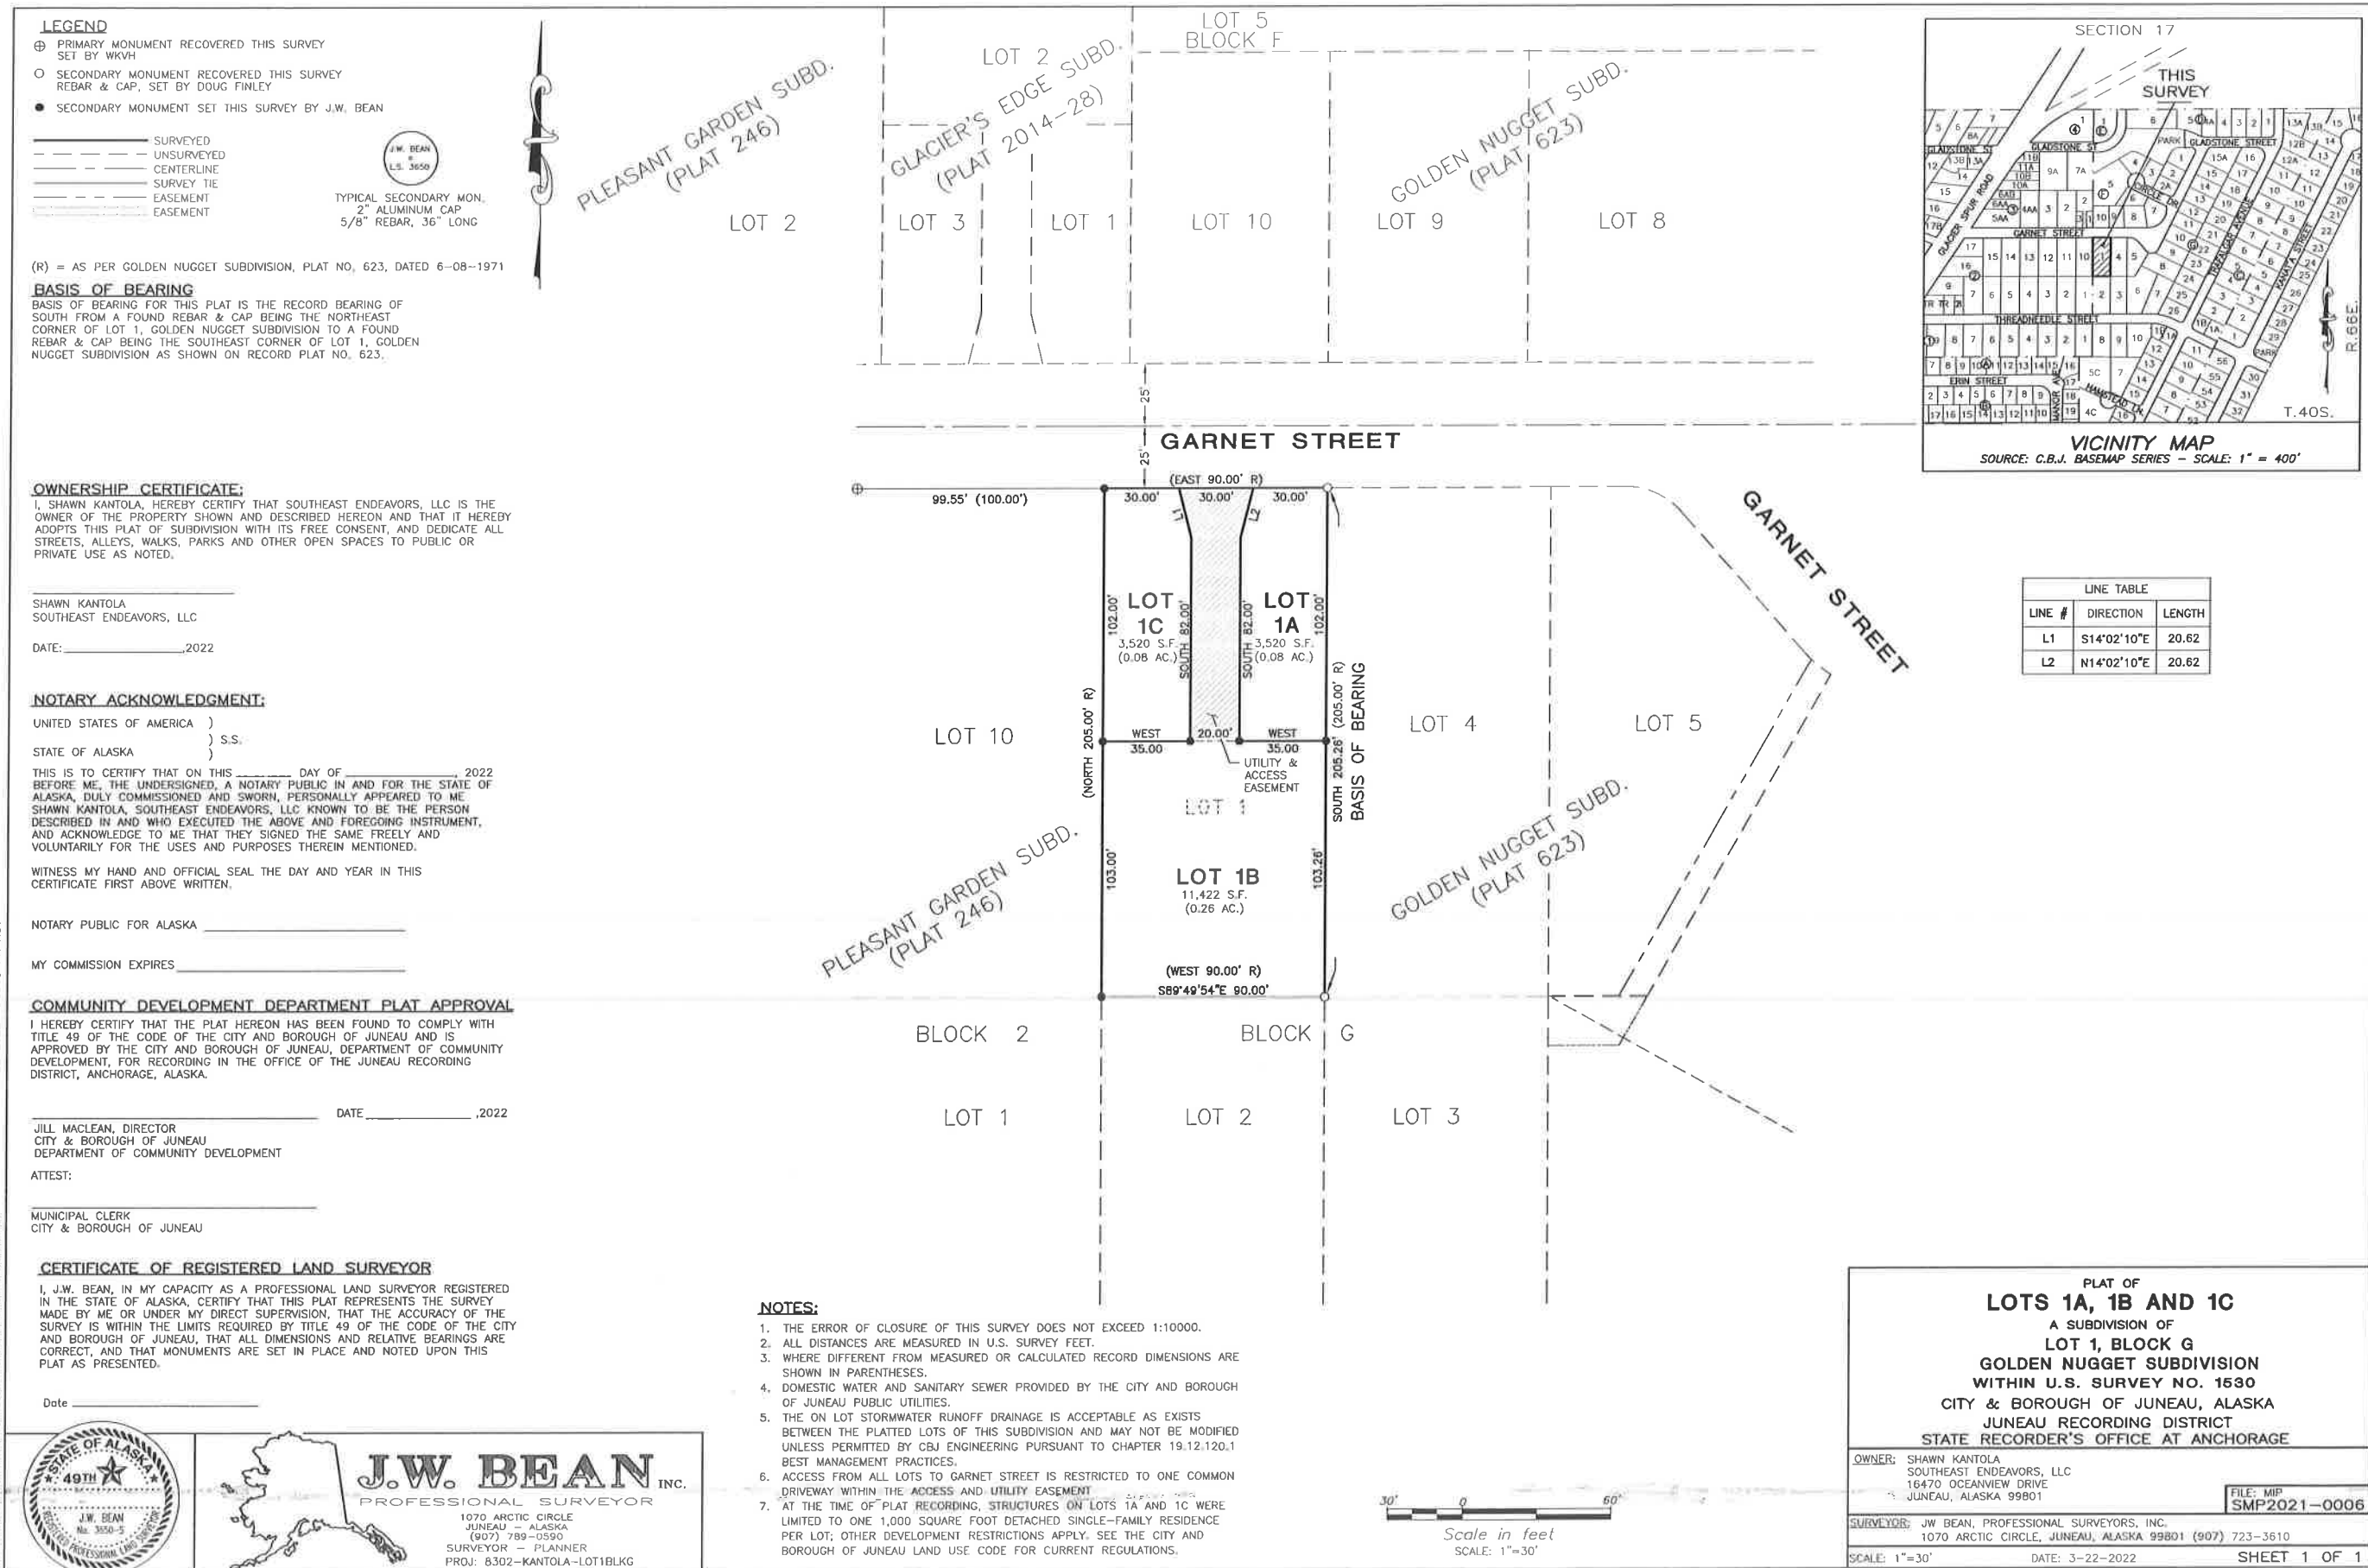 LEGEND
PRIMARY MONUMENT RECOVERED THIS SURVEY
SET BY WKVH
SECONDARY MONUMENT RECOVERED THIS SURVEY
REBAR & CAP, SET BY DOUG FINLEY
SECONDARY MONUMENT SET THIS SURVEY BY J.W. BEAN
SURVEYED
UNSURVEYED
CENTERLINE
SURVEY TIE
EASEMENT
EASEMENT
J.W. BEAN
L.S. 3650
TYPICAL SECONDARY MON.
2" ALUMINUM CAP
5/8" REBAR, 36" LONG
(R) = AS PER GOLDEN NUGGET SUBDIVISION, PLAT NO. 623, DATED 6-08-1971
BASIS OF BEARING
BASIS OF BEARING FOR THIS PLAT IS THE RECORD BEARING OF
SOUTH FROM A FOUND REBAR & CAP BEING THE NORTHEAST
CORNER OF LOT 1, GOLDEN NUGGET SUBDIVISION TO A FOUND
REBAR & CAP BEING THE SOUTHEAST CORNER OF LOT 1, GOLDEN
NUGGET SUBDIVISION AS SHOWN ON RECORD PLAT NO. 623.
OWNERSHIP CERTIFICATE:
I, SHAWN KANTOLA, HEREBY CERTIFY THAT SOUTHEAST ENDEAVORS, LLC IS THE
OWNER OF THE PROPERTY SHOWN AND DESCRIBED HEREON AND THAT IT HEREBY
ADOPTS THIS PLAT OF SUBDIVISION WITH ITS FREE CONSENT, AND DEDICATE ALL
STREETS, ALLEYS, WALKS, PARKS AND OTHER OPEN SPACES TO PUBLIC OR
PRIVATE USE AS NOTED.
SHAWN KANTOLA
SOUTHEAST ENDEAVORS, LLC
DATE: ,2022
NOTARY ACKNOWLEDGMENT:
UNITED STATES OF AMERICA )
) S.S.
STATE OF ALASKA )
THIS IS TO CERTIFY THAT ON THIS ______ DAY OF ____________, 2022
BEFORE ME, THE UNDERSIGNED, A NOTARY PUBLIC IN AND FOR THE STATE OF
ALASKA, DULY COMMISSIONED AND SWORN, PERSONALLY APPEARED TO ME
SHAWN KANTOLA, SOUTHEAST ENDEAVORS, LLC KNOWN TO BE THE PERSON
DESCRIBED IN AND WHO EXECUTED THE ABOVE AND FOREGOING INSTRUMENT,
AND ACKNOWLEDGE TO ME THAT THEY SIGNED THE SAME FREELY AND
VOLUNTARILY FOR THE USES AND PURPOSES THEREIN MENTIONED.
WITNESS MY HAND AND OFFICIAL SEAL THE DAY AND YEAR IN THIS
CERTIFICATE FIRST ABOVE WRITTEN.
NOTARY PUBLIC FOR ALASKA
MY COMMISSION EXPIRES
COMMUNITY DEVELOPMENT DEPARTMENT PLAT APPROVAL
I HEREBY CERTIFY THAT THE PLAT HEREON HAS BEEN FOUND TO COMPLY WITH
TITLE 49 OF THE CODE OF THE CITY AND BOROUGH OF JUNEAU AND IS
APPROVED BY THE CITY AND BOROUGH OF JUNEAU, DEPARTMENT OF COMMUNITY
DEVELOPMENT, FOR RECORDING IN THE OFFICE OF THE JUNEAU RECORDING
DISTRICT, ANCHORAGE, ALASKA.
DATE ,2022
JILL MACLEAN, DIRECTOR
CITY & BOROUGH OF JUNEAU
DEPARTMENT OF COMMUNITY DEVELOPMENT
ATTEST:
MUNICIPAL CLERK
CITY & BOROUGH OF JUNEAU
CERTIFICATE OF REGISTERED LAND SURVEYOR
I, J.W. BEAN, IN MY CAPACITY AS A PROFESSIONAL LAND SURVEYOR REGISTERED
IN THE STATE OF ALASKA, CERTIFY THAT THIS PLAT REPRESENTS THE SURVEY
MADE BY ME OR UNDER MY DIRECT SUPERVISION, THAT THE ACCURACY OF THE
SURVEY IS WITHIN THE LIMITS REQUIRED BY TITLE 49 OF THE CODE OF THE CITY
AND BOROUGH OF JUNEAU, THAT ALL DIMENSIONS AND RELATIVE BEARINGS ARE
CORRECT, AND THAT MONUMENTS ARE SET IN PLACE AND NOTED UPON THIS
PLAT AS PRESENTED.
Date
STATE OF ALASKA
49TH
J.W. BEAN
No. 3650-S
REGISTERED PROFESSIONAL LAND SURVEYOR
J.W. BEAN INC.
PROFESSIONAL SURVEYOR
1070 ARCTIC CIRCLE
JUNEAU - ALASKA
(907) 789-0590
SURVEYOR - PLANNER
PROJ: 8302-KANTOLA-LOT1BLKG
LOT 5
BLOCK F
LOT 2
PLEASANT GARDEN SUBD.
(PLAT 246)
GLACIER'S EDGE SUBD.
(PLAT 2014-28)
GOLDEN NUGGET SUBD.
(PLAT 623)
LOT 2
LOT 3
LOT 1
LOT 10
LOT 9
LOT 8
25'
25'
GARNET STREET
(EAST 90.00' R)
99.55' (100.00')
30.00'
30.00'
30.00'
L1
L2
GARNET STREET
LOT 1C
3,520 S.F.
(0.08 AC.)
LOT 1A
3,520 S.F.
(0.08 AC.)
102.00'
SOUTH 82.00'
SOUTH 82.00'
102.00'
(NORTH 205.00' R)
SOUTH 205.26' (205.00' R)
BASIS OF BEARING
LOT 10
LOT 4
LOT 5
WEST
35.00
20.00'
WEST
35.00
UTILITY &
ACCESS
EASEMENT
LOT 1
103.00'
103.26'
LOT 1B
11,422 S.F.
(0.26 AC.)
PLEASANT GARDEN SUBD.
(PLAT 246)
GOLDEN NUGGET SUBD.
(PLAT 623)
(WEST 90.00' R)
S89°49'54"E 90.00'
BLOCK 2
BLOCK G
LOT 1
LOT 2
LOT 3
NOTES:
1. THE ERROR OF CLOSURE OF THIS SURVEY DOES NOT EXCEED 1:10000.
2. ALL DISTANCES ARE MEASURED IN U.S. SURVEY FEET.
3. WHERE DIFFERENT FROM MEASURED OR CALCULATED RECORD DIMENSIONS ARE
SHOWN IN PARENTHESES.
4. DOMESTIC WATER AND SANITARY SEWER PROVIDED BY THE CITY AND BOROUGH
OF JUNEAU PUBLIC UTILITIES.
5. THE ON LOT STORMWATER RUNOFF DRAINAGE IS ACCEPTABLE AS EXISTS
BETWEEN THE PLATTED LOTS OF THIS SUBDIVISION AND MAY NOT BE MODIFIED
UNLESS PERMITTED BY CBJ ENGINEERING PURSUANT TO CHAPTER 19.12.120.1
BEST MANAGEMENT PRACTICES.
6. ACCESS FROM ALL LOTS TO GARNET STREET IS RESTRICTED TO ONE COMMON
DRIVEWAY WITHIN THE ACCESS AND UTILITY EASEMENT
7. AT THE TIME OF PLAT RECORDING, STRUCTURES ON LOTS 1A AND 1C WERE
LIMITED TO ONE 1,000 SQUARE FOOT DETACHED SINGLE-FAMILY RESIDENCE
PER LOT; OTHER DEVELOPMENT RESTRICTIONS APPLY. SEE THE CITY AND
BOROUGH OF JUNEAU LAND USE CODE FOR CURRENT REGULATIONS.
30' 0 60'
Scale in feet
SCALE: 1"=30'
SECTION 17
THIS
SURVEY
GLADSTONE ST
GLADSTONE STREET
PARK
CIRCLE DR
GLACIER SPUR ROAD
GARNET STREET
TRAFALGAR AVENUE
KANATA STREET
THREADNEEDLE STREET
ERIN STREET
MANOR AVE
HAMSTEAD
PARK
R.66E.
T.40S.
VICINITY MAP
SOURCE: C.B.J. BASEMAP SERIES - SCALE: 1" = 400'
LINE TABLE
LINE # DIRECTION LENGTH
L1 S14°02'10"E 20.62
L2 N14°02'10"E 20.62
PLAT OF
LOTS 1A, 1B AND 1C
A SUBDIVISION OF
LOT 1, BLOCK G
GOLDEN NUGGET SUBDIVISION
WITHIN U.S. SURVEY NO. 1530
CITY & BOROUGH OF JUNEAU, ALASKA
JUNEAU RECORDING DISTRICT
STATE RECORDER'S OFFICE AT ANCHORAGE
OWNER: SHAWN KANTOLA
SOUTHEAST ENDEAVORS, LLC
16470 OCEANVIEW DRIVE
JUNEAU, ALASKA 99801
FILE: MIP
SMP2021-0006
SURVEYOR: JW BEAN, PROFESSIONAL SURVEYORS, INC.
1070 ARCTIC CIRCLE, JUNEAU, ALASKA 99801 (907) 723-3610
SCALE: 1"=30' DATE: 3-22-2022 SHEET 1 OF 1